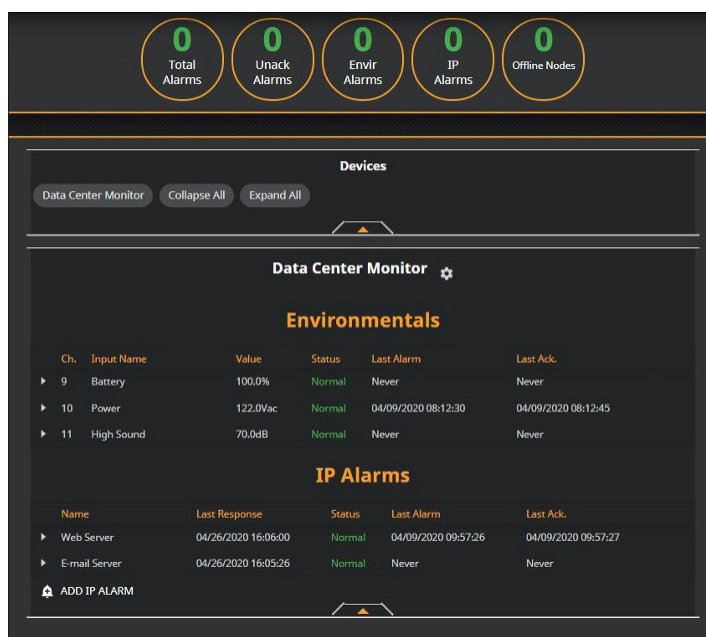 0 0 0 0 0
Total Alarms Unack Alarms Envir Alarms IP Alarms Offline Nodes
Devices
Data Center Monitor Collapse All Expand All
Data Center Monitor
Environmentals
Ch. Input Name Value Status Last Alarm Last Ack.
9 Battery 100.0% Normal Never Never
10 Power 122.0Vac Normal 04/09/2020 08:12:30 04/09/2020 08:12:45
11 High Sound 70.0dB Normal Never Never
IP Alarms
Name Last Response Status Last Alarm Last Ack.
Web Server 04/26/2020 16:06:00 Normal 04/09/2020 09:57:26 04/09/2020 09:57:27
E-mail Server 04/26/2020 16:05:26 Normal Never Never
ADD IP ALARM